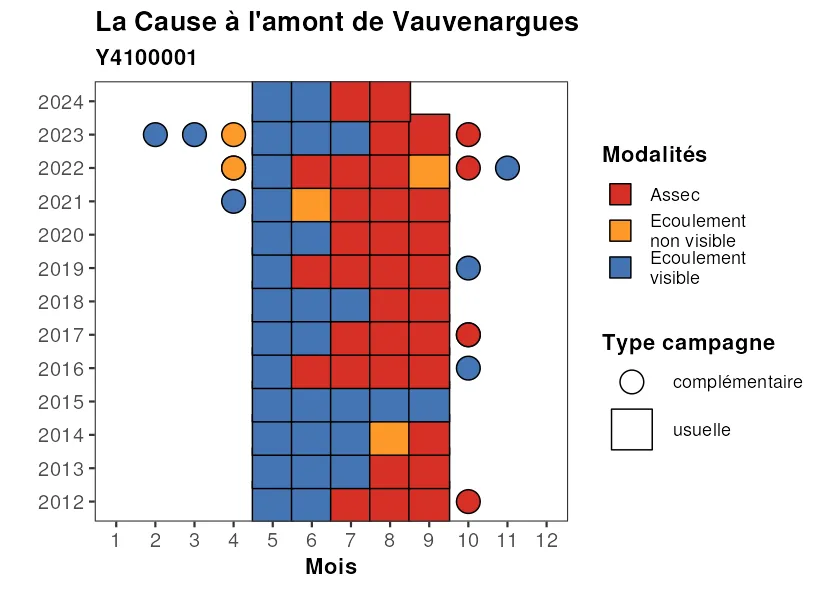 La Cause à l'amont de Vauvenargues
Y4100001
2024
2023
2022
2021
2020
2019
2018
2017
2016
2015
2014
2013
2012
1 2 3 4 5 6 7 8 9 10 11 12
Mois
Modalités
Assec
Ecoulement
non visible
Ecoulement
visible
Type campagne
complémentaire
usuelle